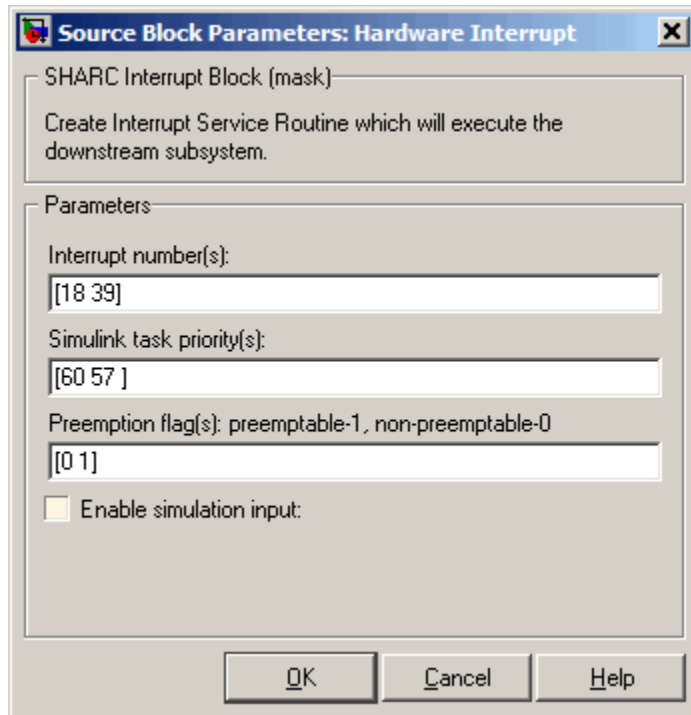 Source Block Parameters: Hardware Interrupt
SHARC Interrupt Block (mask)
Create Interrupt Service Routine which will execute the
downstream subsystem.
Parameters
Interrupt number(s):
[18 39]
Simulink task priority(s):
[60 57 ]
Preemption flag(s): preemptable-1, non-preemptable-0
[0 1]
Enable simulation input:
OK Cancel Help